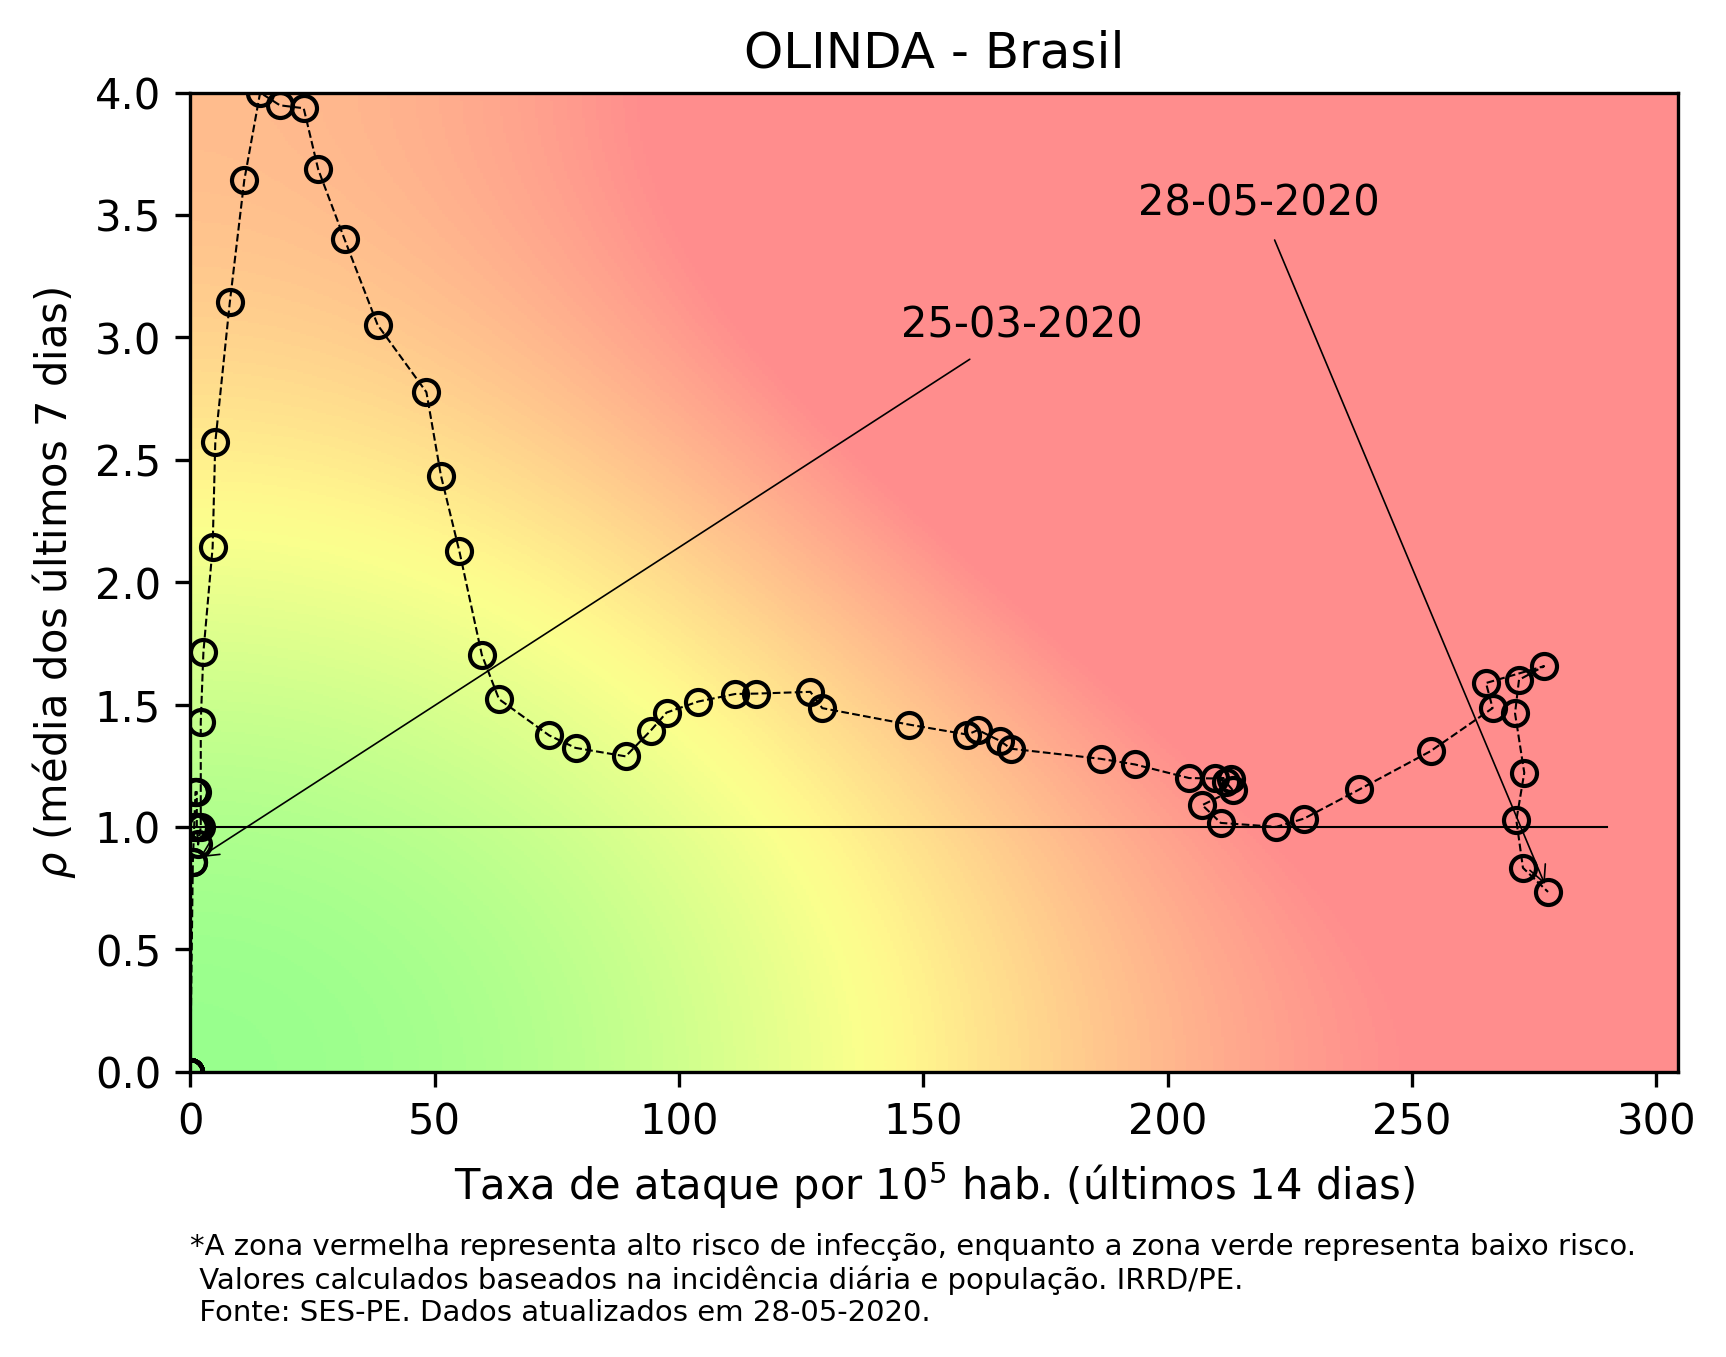 OLINDA - Brasil
4.0
3.5
3.0
2.5
2.0
1.5
1.0
0.5
0.0
ρ (média dos últimos 7 dias)
28-05-2020
25-03-2020
0 50 100 150 200 250 300
Taxa de ataque por 10⁵ hab. (últimos 14 dias)
*A zona vermelha representa alto risco de infecção, enquanto a zona verde representa baixo risco.
Valores calculados baseados na incidência diária e população. IRRD/PE.
Fonte: SES-PE. Dados atualizados em 28-05-2020.